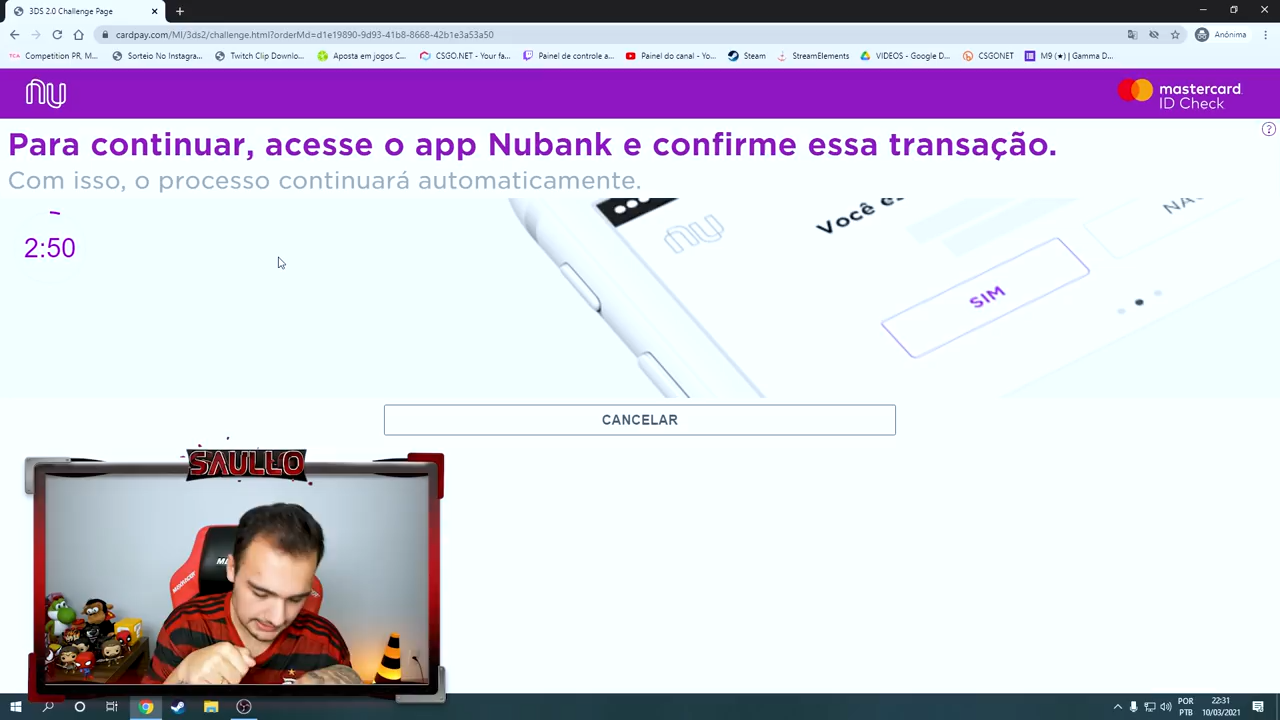 3DS 2.0 Challenge Page
cardpay.com/MI/3ds2/challenge.html?orderMd=d1e19890-9d93-41b8-8668-42b1e3a53a50
Anónima
Competition PR, M...
Sorteio No Instagra...
Twitch Clip Downlo...
Aposta em jogos C...
CSGO.NET - Your fa...
Painel de controle a...
Painel do canal - Yo...
Steam
StreamElements
VIDEOS - Google D...
CSGONET
M9 (★) | Gamma D...
nu
mastercard.
ID Check
Para continuar, acesse o app Nubank e confirme essa transação.
Com isso, o processo continuará automaticamente.
2:50
nu
SIM
CANCELAR
SAULLO
POR
PTB
22:31
10/03/2021